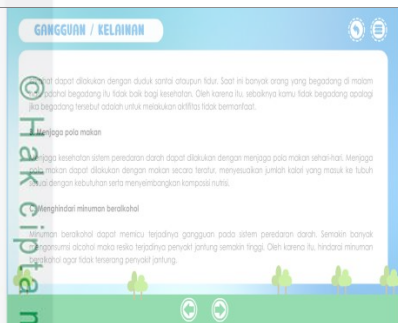 GANGGUAN / KELAINAN
dapat dilakukan dengan duduk santai ataupun tidur. Saat ini banyak orang yang begadang di malam
padahal begadang itu tidak baik bagi kesehatan. Oleh karena itu, sebaiknya kamu tidak begadang apalagi
jika begadang tersebut adalah untuk melakukan aktifitas tidak bermanfaat.
B. Menjaga pola makan
Menjaga kesehatan sistem peredaran darah dapat dilakukan dengan menjaga pola makan sehari-hari. Menjaga
pola makan dapat dilakukan dengan makan secara teratur, menyesuaikan jumlah kalori yang masuk ke tubuh
sesuai dengan kebutuhan serta menyeimbangkan komposisi nutrisi.
C. Menghindari minuman beralkohol
Minuman beralkohol dapat memicu terjadinya gangguan pada sistem peredaran darah. Semakin banyak
mengonsumsi alcohol maka resiko terjadinya penyakit jantung semakin tinggi. Oleh karena itu, hindarai minuman
beralkohol agar tidak terserang penyakit jantung.
© Hak cipta m